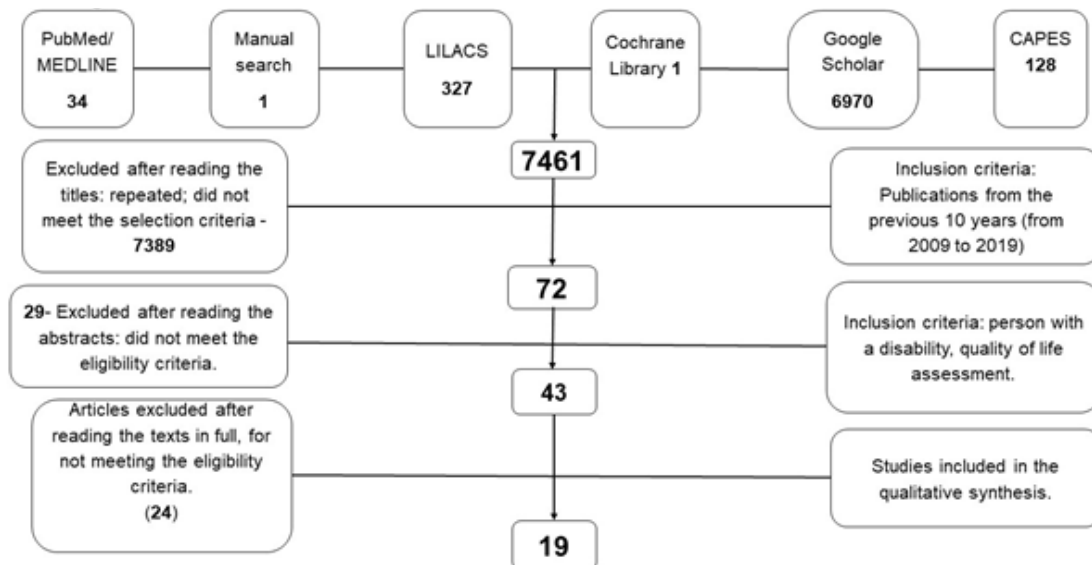 PubMed/
MEDLINE
34
Manual
search
1
LILACS
327
Cochrane
Library 1
Google
Scholar
6970
CAPES
128
7461
Excluded after reading the
titles: repeated; did not
meet the selection criteria -
7389
Inclusion criteria:
Publications from the
previous 10 years (from
2009 to 2019)
72
29- Excluded after reading the
abstracts: did not meet the
eligibility criteria.
Inclusion criteria: person with
a disability, quality of life
assessment.
43
Articles excluded after
reading the texts in full, for
not meeting the eligibility
criteria.
(24)
Studies included in the
qualitative synthesis.
19